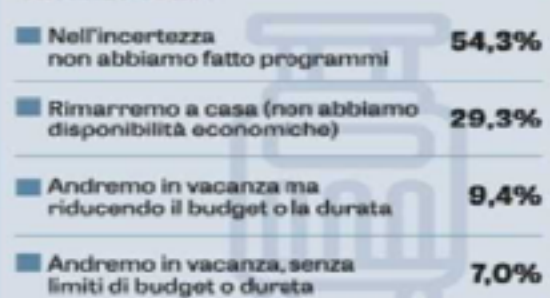 Nell'incertezza
non abbiamo fatto programmi
54,3%
Rimarremo a casa (non abbiamo
disponibilità economiche)
29,3%
Andremo in vacanza ma
riducendo il budget o la durata
9,4%
Andremo in vacanza, senza
limiti di budget o durata
7,0%